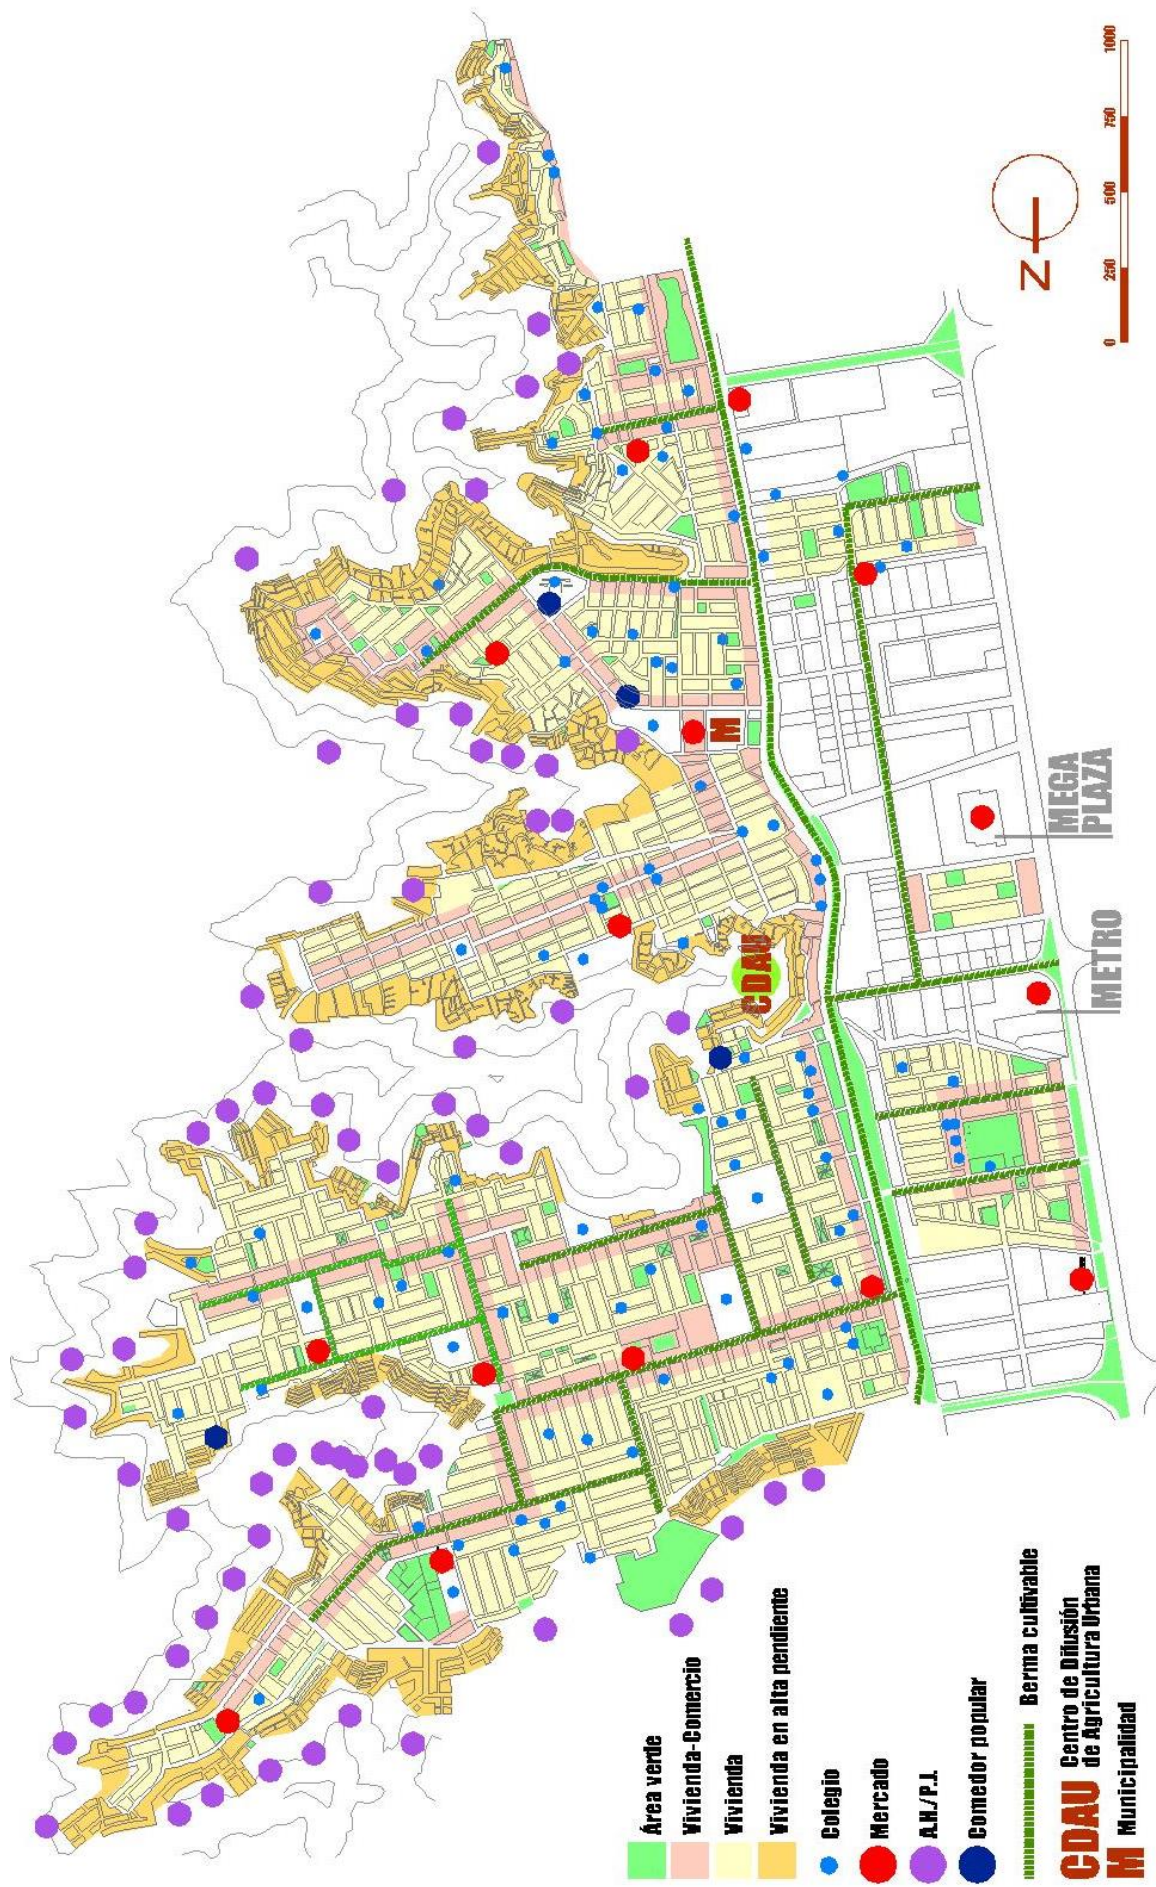 Área verde
Vivienda-Comercio
Vivienda
Vivienda en alta pendiente
Colegio
Mercado
A.H./P.J.
Comedor popular
Berma cultivable
CDAU Centro de Difusión
de Agricultura Urbana
M Municipalidad
CDAU
M
METRO
MEGA
PLAZA
N
0 250 500 750 1000